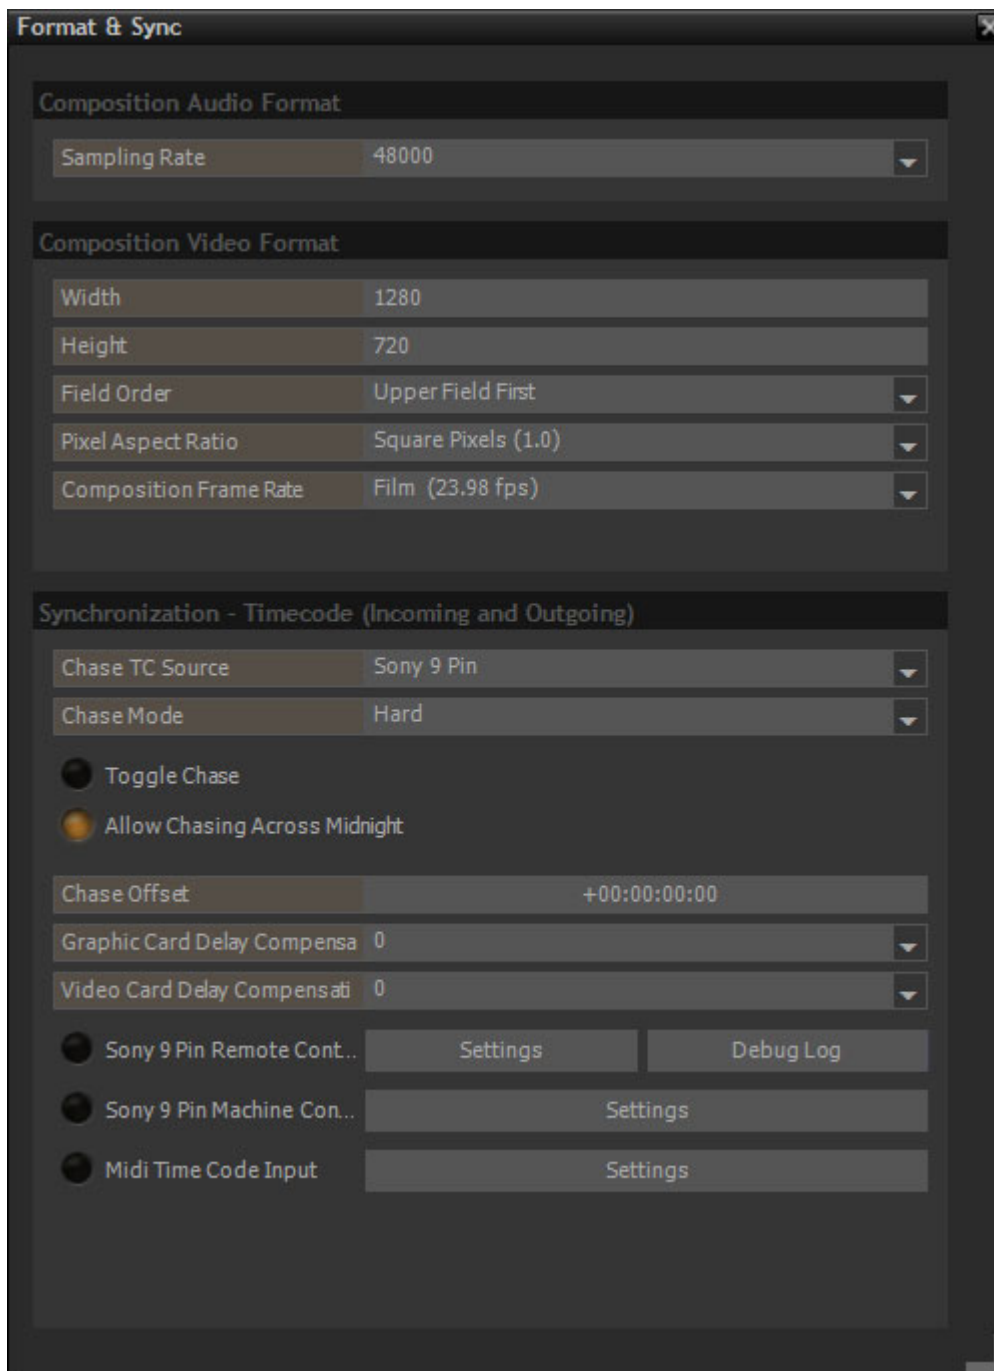 Format & Sync
Composition Audio Format
Sampling Rate 48000
Composition Video Format
Width 1280
Height 720
Field Order Upper Field First
Pixel Aspect Ratio Square Pixels (1.0)
Composition Frame Rate Film (23.98 fps)
Synchronization - Timecode (Incoming and Outgoing)
Chase TC Source Sony 9 Pin
Chase Mode Hard
Toggle Chase
Allow Chasing Across Midnight
Chase Offset +00:00:00:00
Graphic Card Delay Compensa 0
Video Card Delay Compensati 0
Sony 9 Pin Remote Cont... Settings Debug Log
Sony 9 Pin Machine Con... Settings
Midi Time Code Input Settings